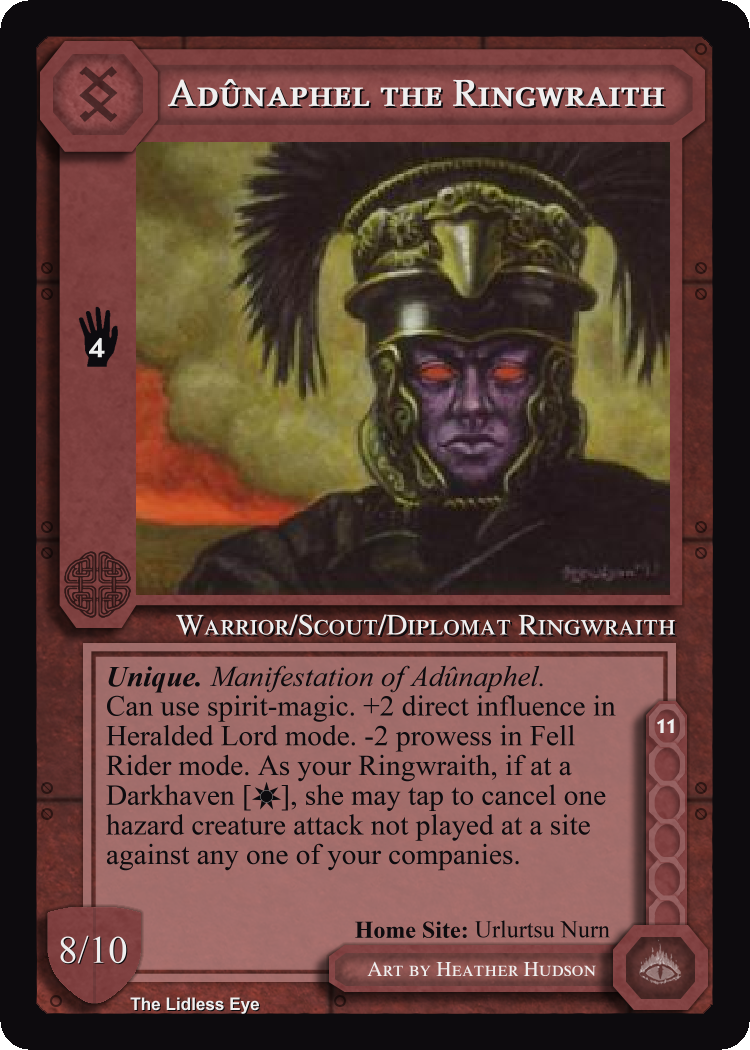 Adûnaphel the Ringwraith
4
Warrior/Scout/Diplomat Ringwraith
Unique. Manifestation of Adûnaphel.
Can use spirit-magic. +2 direct influence in
Heralded Lord mode. -2 prowess in Fell
Rider mode. As your Ringwraith, if at a
Darkhaven [☀], she may tap to cancel one
hazard creature attack not played at a site
against any one of your companies.
11
Home Site: Urlurtsu Nurn
8/10
Art by Heather Hudson
The Lidless Eye